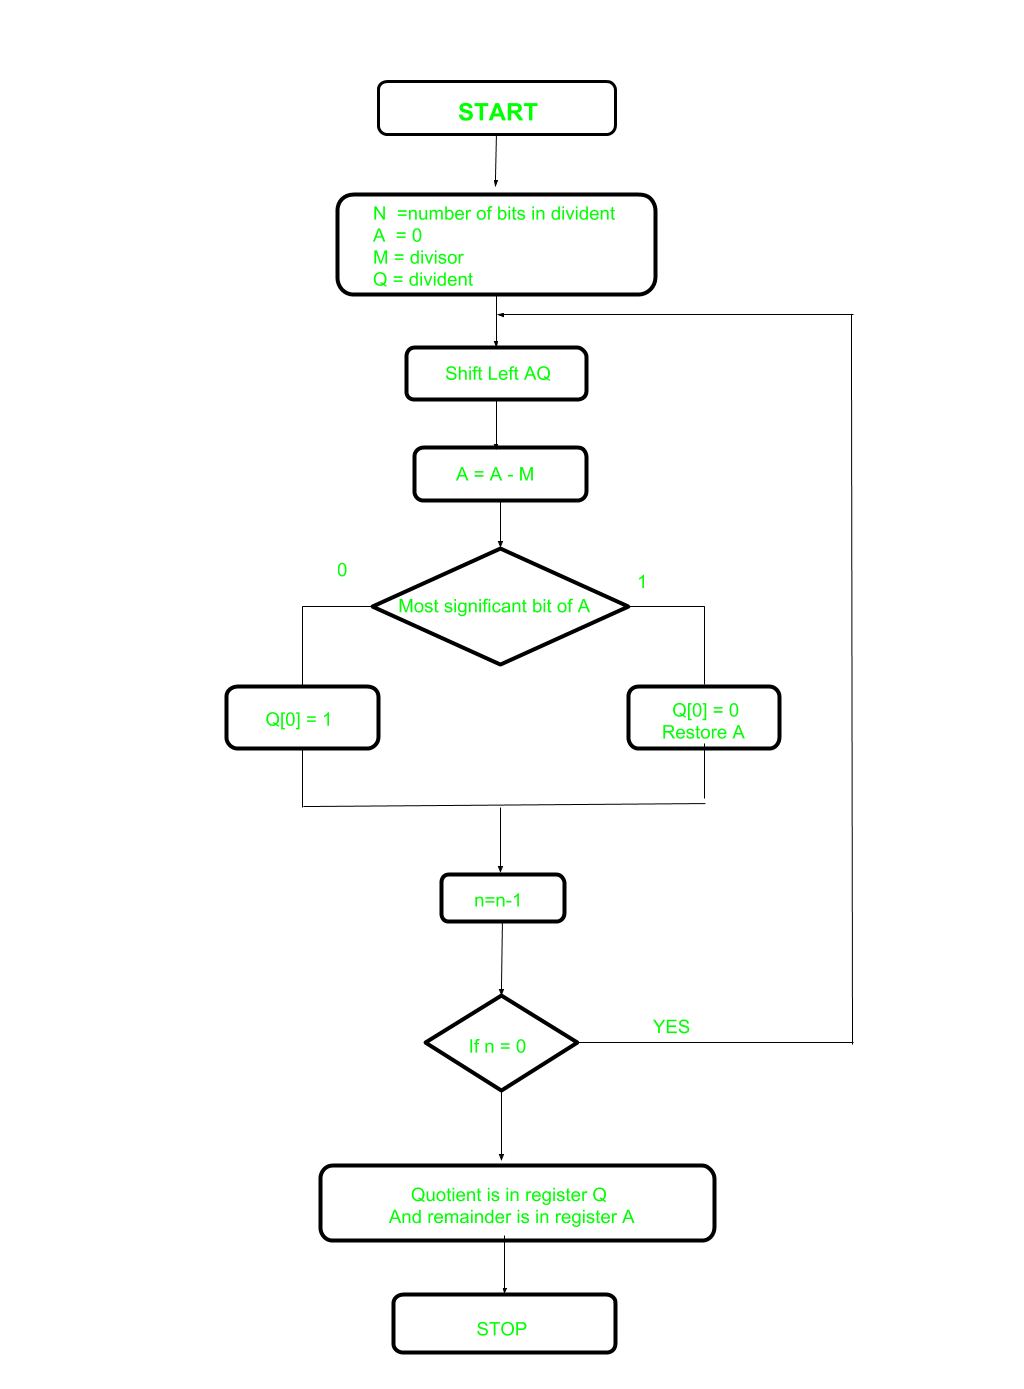 START
N =number of bits in divident
A = 0
M = divisor
Q = divident
Shift Left AQ
A = A - M
0
1
Most significant bit of A
Q[0] = 1
Q[0] = 0
Restore A
n=n-1
YES
If n = 0
Quotient is in register Q
And remainder is in register A
STOP